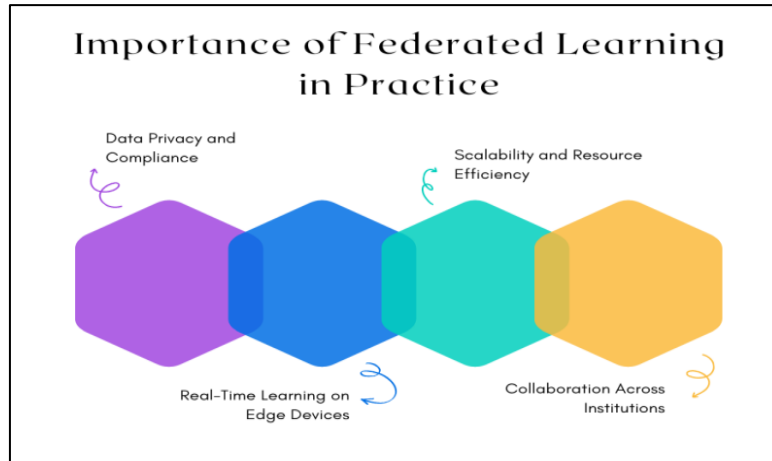 Importance of Federated Learning
in Practice
Data Privacy and
Compliance
Scalability and Resource
Efficiency
Real-Time Learning on
Edge Devices
Collaboration Across
Institutions